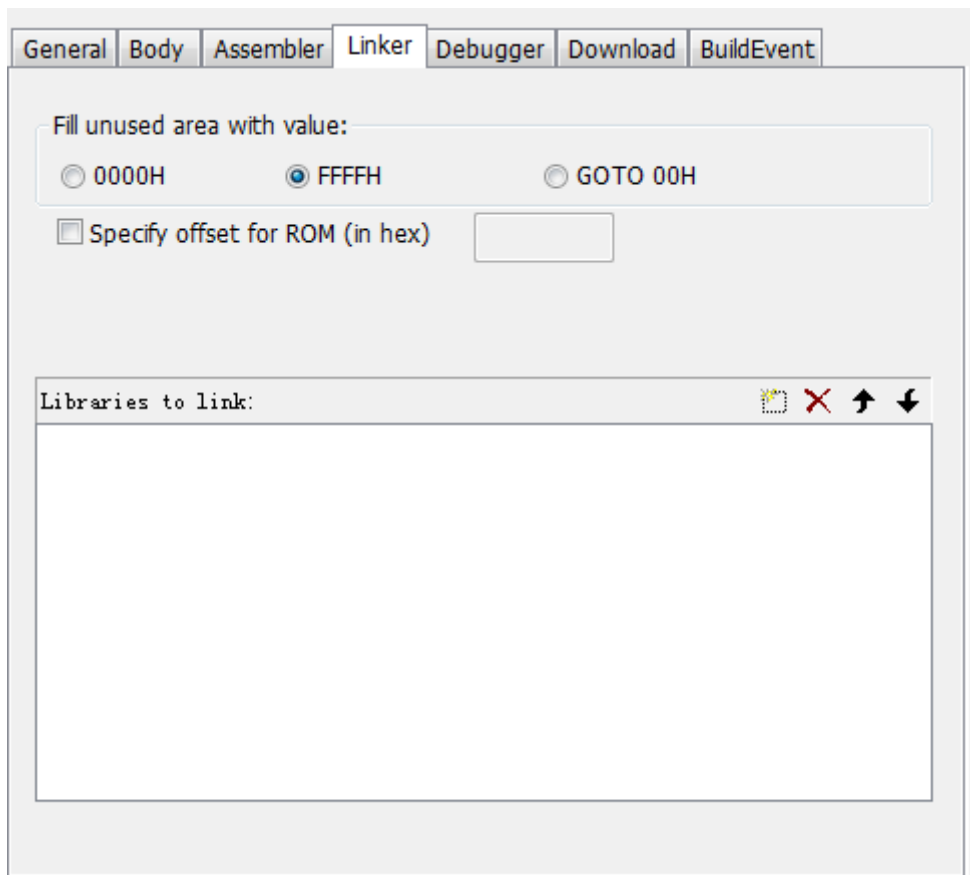 General Body Assembler Linker Debugger Download BuildEvent
Fill unused area with value:
0000H FFFFH GOTO 00H
Specify offset for ROM (in hex)
Libraries to link: